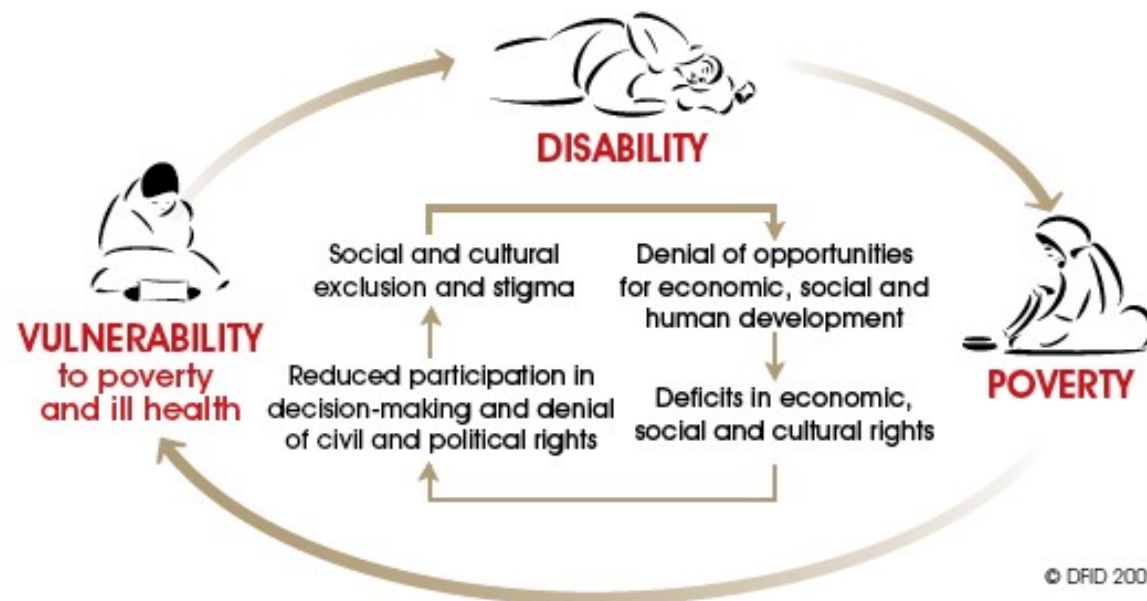 DISABILITY
Social and cultural
exclusion and stigma
Denial of opportunities
for economic, social and
human development
VULNERABILITY
to poverty
and ill health
Reduced participation in
decision-making and denial
of civil and political rights
Deficits in economic,
social and cultural rights
POVERTY
© DFID 200